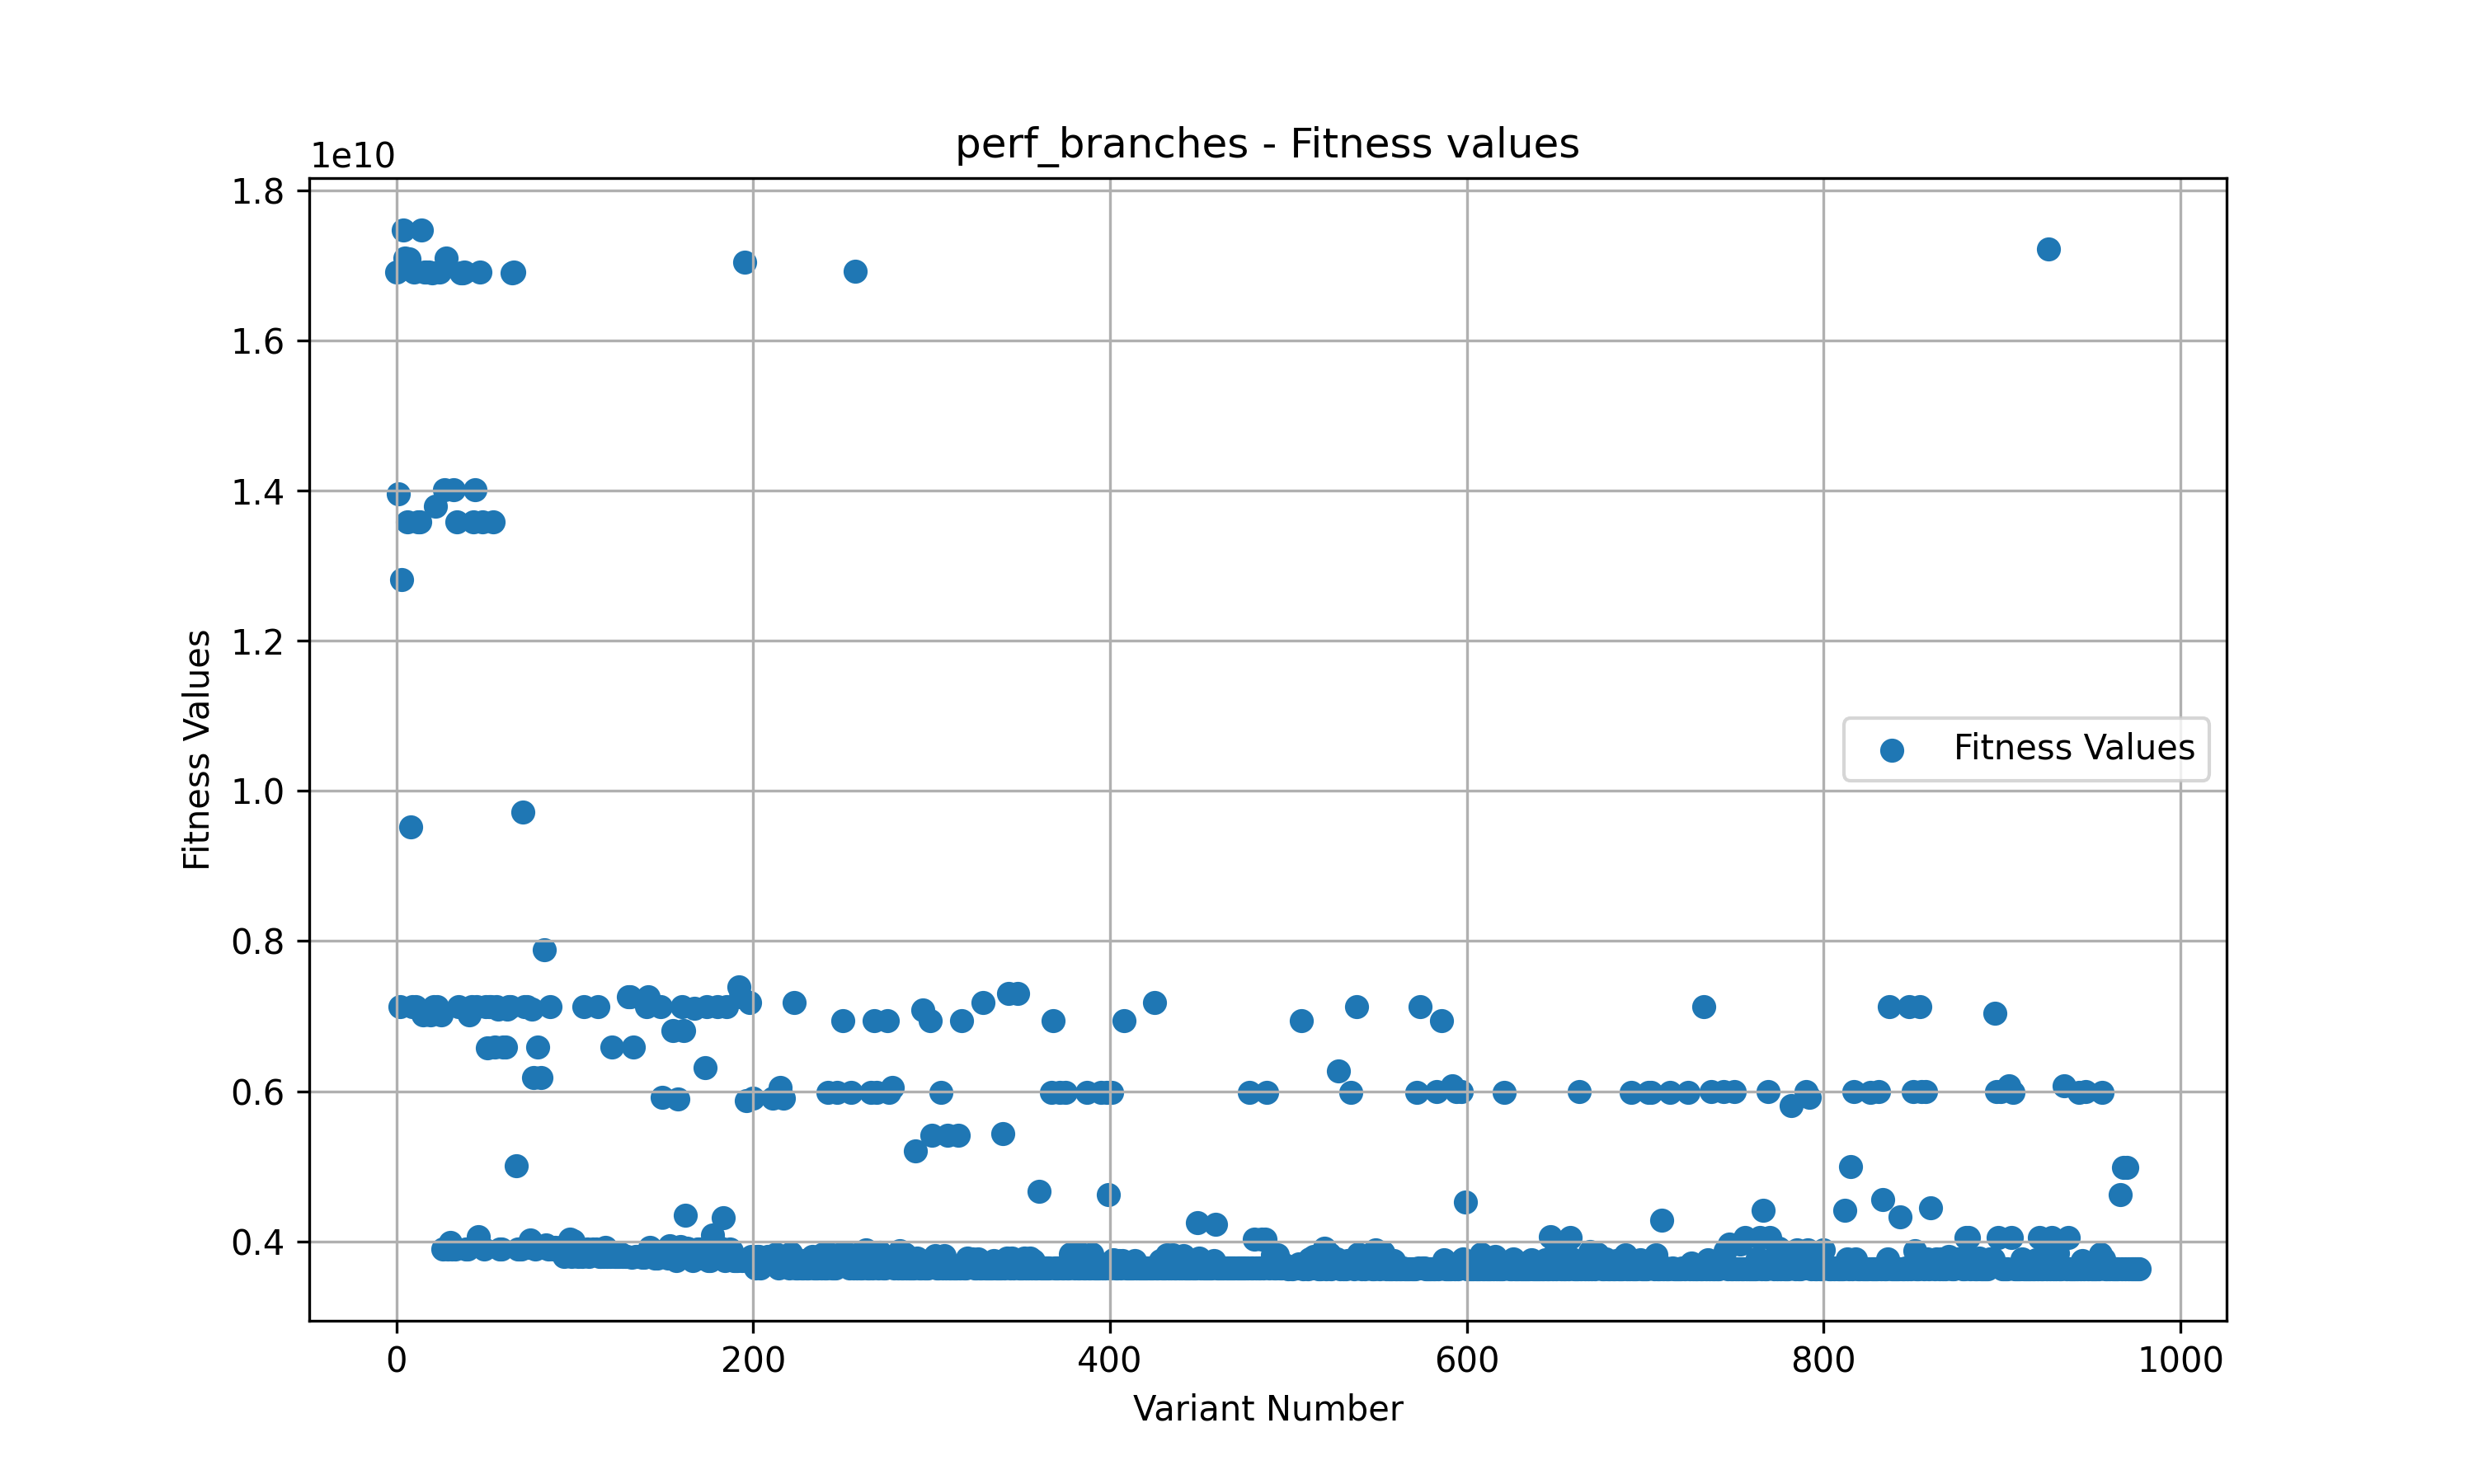 perf_branches - Fitness values
1e10
1.8
1.6
1.4
1.2
1.0
0.8
0.6
0.4
Fitness Values
Fitness Values
0 200 400 600 800 1000
Variant Number